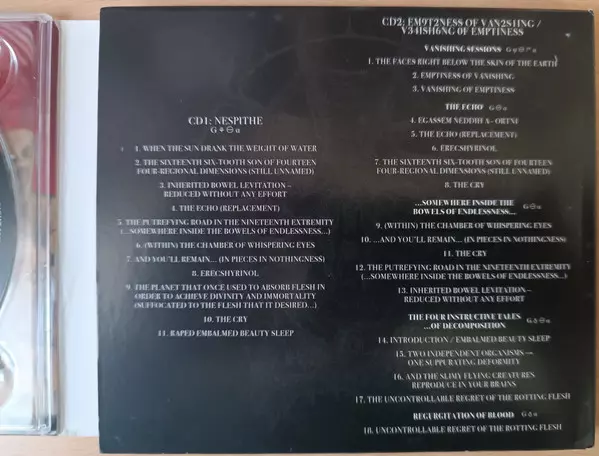 CD1: NESPITHE
1. WHEN THE SUN DRANK THE WEIGHT OF WATER
2. THE SIXTEENTH SIX-TOOTH SON OF FOURTEEN
FOUR-REGIONAL DIMENSIONS (STILL UNNAMED)
3. INHERITED BOWEL LEVITATION –
REDUCED WITHOUT ANY EFFORT
4. THE ECHO (REPLACEMENT)
5. THE PUTREFYING ROAD IN THE NINETEENTH EXTREMITY
(...SOMEWHERE INSIDE THE BOWELS OF ENDLESSNESS...)
6. (WITHIN) THE CHAMBER OF WHISPERING EYES
7. AND YOU'LL REMAIN... (IN PIECES IN NOTHINGNESS)
8. ERECSHYRINOL
9. THE PLANET THAT ONCE USED TO ABSORB FLESH IN
ORDER TO ACHIEVE DIVINITY AND IMMORTALITY
(SUFFOCATED TO THE FLESH THAT IT DESIRED...)
10. THE CRY
11. RAPED EMBALMED BEAUTY SLEEP
CD2: EM9T2NESS OF VAN2S1ING /
V341SH6NG 0F EMPTINESS
VANISHING SESSIONS
1. THE FACES RIGHT BELOW THE SKIN OF THE EARTH
2. EMPTINESS OF VANISHING
3. VANISHING OF EMPTINESS
THE ECHO
4. EGASSEM NEDDIH A - ORTNI
5. THE ECHO (REPLACEMENT)
6. ERECSHYRINOL
7. THE SIXTEENTH SIX-TOOTH SON OF FOURTEEN
FOUR-REGIONAL DIMENSIONS (STILL UNNAMED)
8. THE CRY
...SOMEWHERE INSIDE THE
BOWELS OF ENDLESSNESS...
9. (WITHIN) THE CHAMBER OF WHISPERING EYES
10. ...AND YOU'LL REMAIN... (IN PIECES IN NOTHINGNESS)
11. THE CRY
12. THE PUTREFYING ROAD IN THE NINETEENTH EXTREMITY
(...SOMEWHERE INSIDE THE BOWELS OF ENDLESSNESS...)
13. INHERITED BOWEL LEVITATION –
REDUCED WITHOUT ANY EFFORT
THE FOUR INSTRUCTIVE TALES
...OF DECOMPOSITION
14. INTRODUCTION / EMBALMED BEAUTY SLEEP
15. TWO INDEPENDENT ORGANISMS —
ONE SUPPURATING DEFORMITY
16. AND THE SLIMY FLYING CREATURES
REPRODUCE IN YOUR BRAINS
17. THE UNCONTROLLABLE REGRET OF THE ROTTING FLESH
REGURGITATION OF BLOOD
18. UNCONTROLLABLE REGRET OF THE ROTTING FLESH